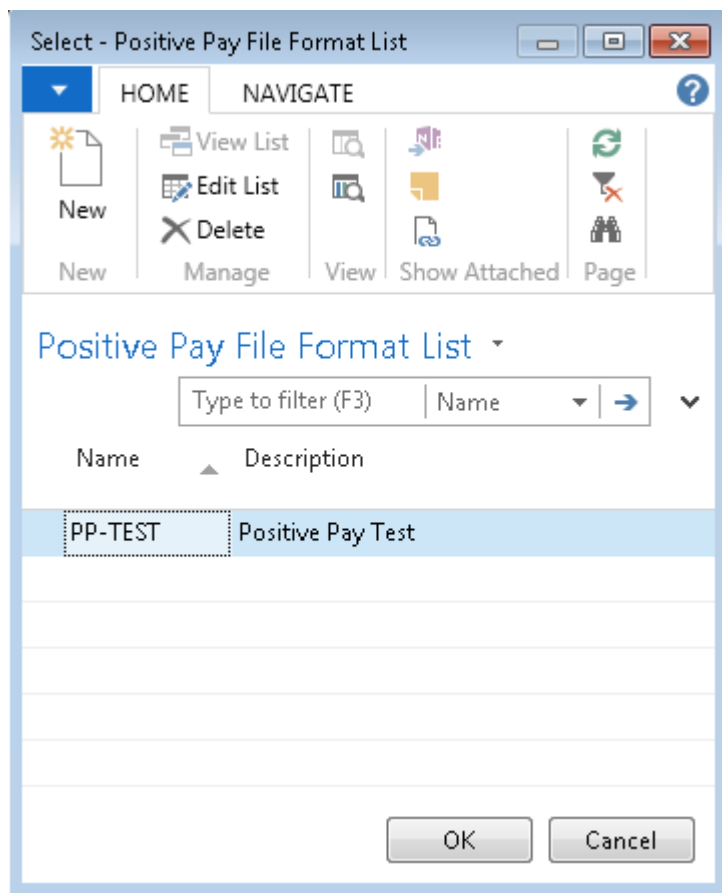 Select - Positive Pay File Format List
HOME NAVIGATE
New
View List
Edit List
Delete
New Manage View Show Attached Page
Positive Pay File Format List
Type to filter (F3) Name
Name Description
PP-TEST Positive Pay Test
OK Cancel